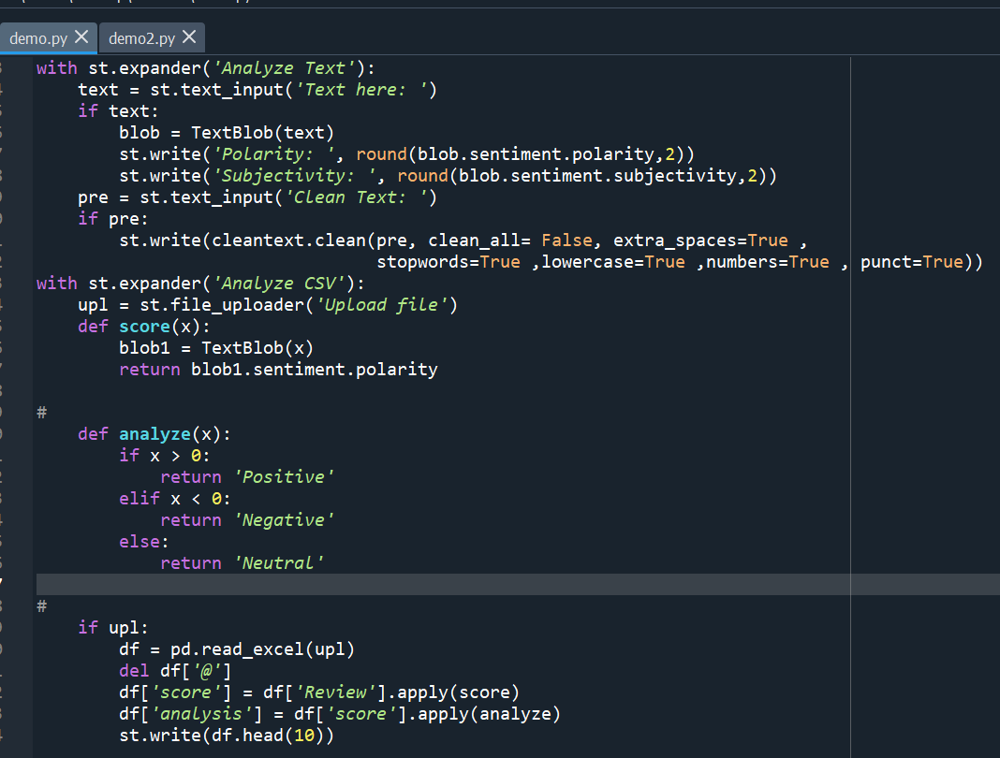 demo.py
demo2.py
with st.expander('Analyze Text'):
    text = st.text_input('Text here: ')
    if text:
        blob = TextBlob(text)
        st.write('Polarity: ', round(blob.sentiment.polarity,2))
        st.write('Subjectivity: ', round(blob.sentiment.subjectivity,2))
    pre = st.text_input('Clean Text: ')
    if pre:
        st.write(cleantext.clean(pre, clean_all= False, extra_spaces=True ,
                                 stopwords=True ,lowercase=True ,numbers=True , punct=True))
with st.expander('Analyze CSV'):
    upl = st.file_uploader('Upload file')
    def score(x):
        blob1 = TextBlob(x)
        return blob1.sentiment.polarity
#
    def analyze(x):
        if x > 0:
            return 'Positive'
        elif x < 0:
            return 'Negative'
        else:
            return 'Neutral'
#
    if upl:
        df = pd.read_excel(upl)
        del df['@']
        df['score'] = df['Review'].apply(score)
        df['analysis'] = df['score'].apply(analyze)
        st.write(df.head(10))